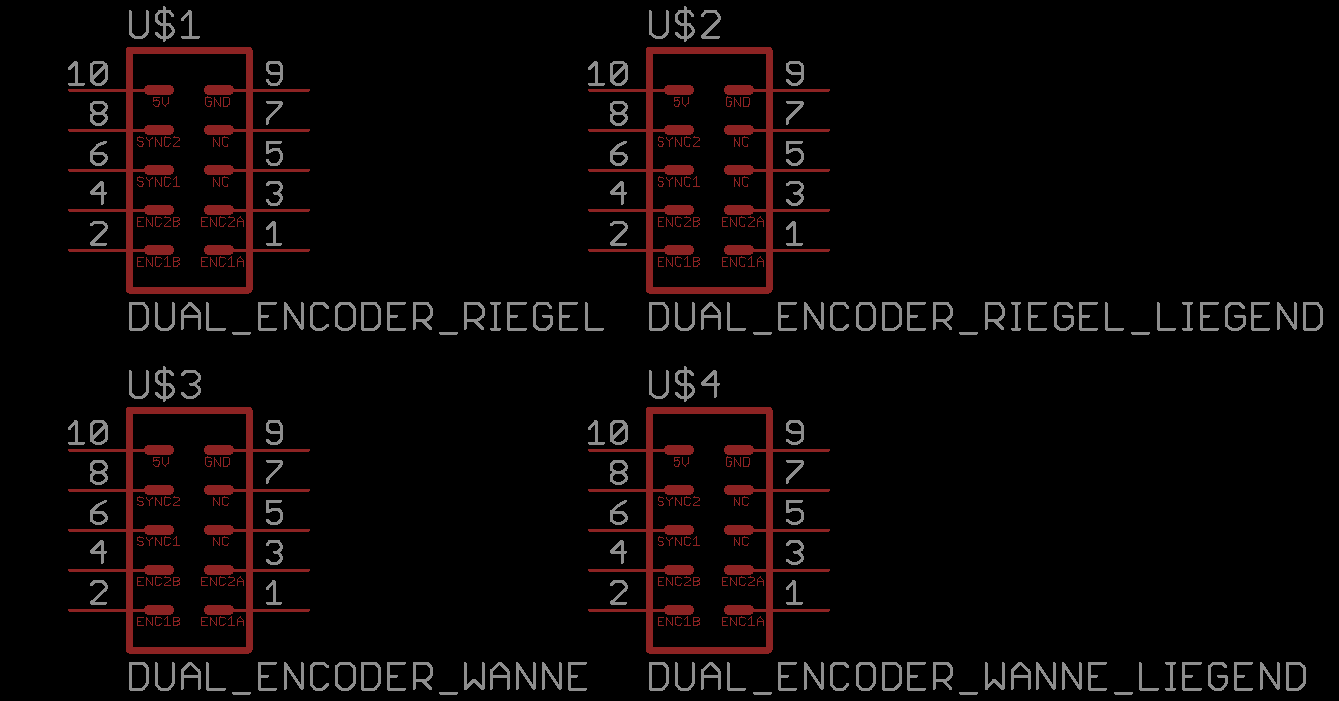 U$1 U$2
10 9 10 9
5V GND 5V GND
8 7 8 7
SYNC2 NC SYNC2 NC
6 5 6 5
SYNC1 NC SYNC1 NC
4 3 4 3
ENC2B ENC2A ENC2B ENC2A
2 1 2 1
ENC1B ENC1A ENC1B ENC1A
DUAL_ENCODER_RIEGEL DUAL_ENCODER_RIEGEL_LIEGEND
U$3 U$4
10 9 10 9
5V GND 5V GND
8 7 8 7
SYNC2 NC SYNC2 NC
6 5 6 5
SYNC1 NC SYNC1 NC
4 3 4 3
ENC2B ENC2A ENC2B ENC2A
2 1 2 1
ENC1B ENC1A ENC1B ENC1A
DUAL_ENCODER_WANNE DUAL_ENCODER_WANNE_LIEGEND